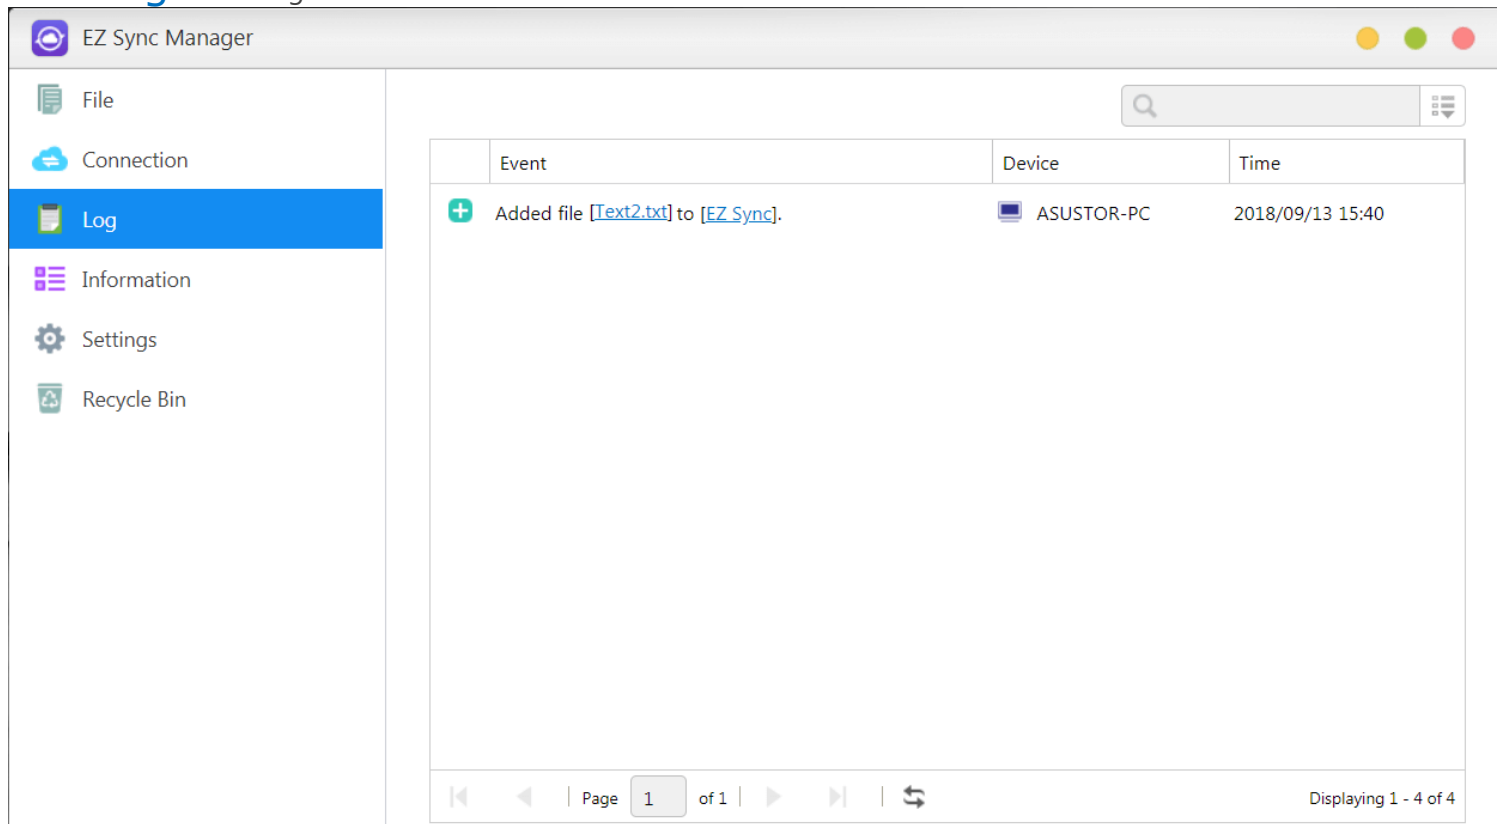 EZ Sync Manager
File
Connection
Log
Information
Settings
Recycle Bin
Event Device Time
Added file [Text2.txt] to [EZ Sync]. ASUSTOR-PC 2018/09/13 15:40
Page 1 of 1 Displaying 1 - 4 of 4